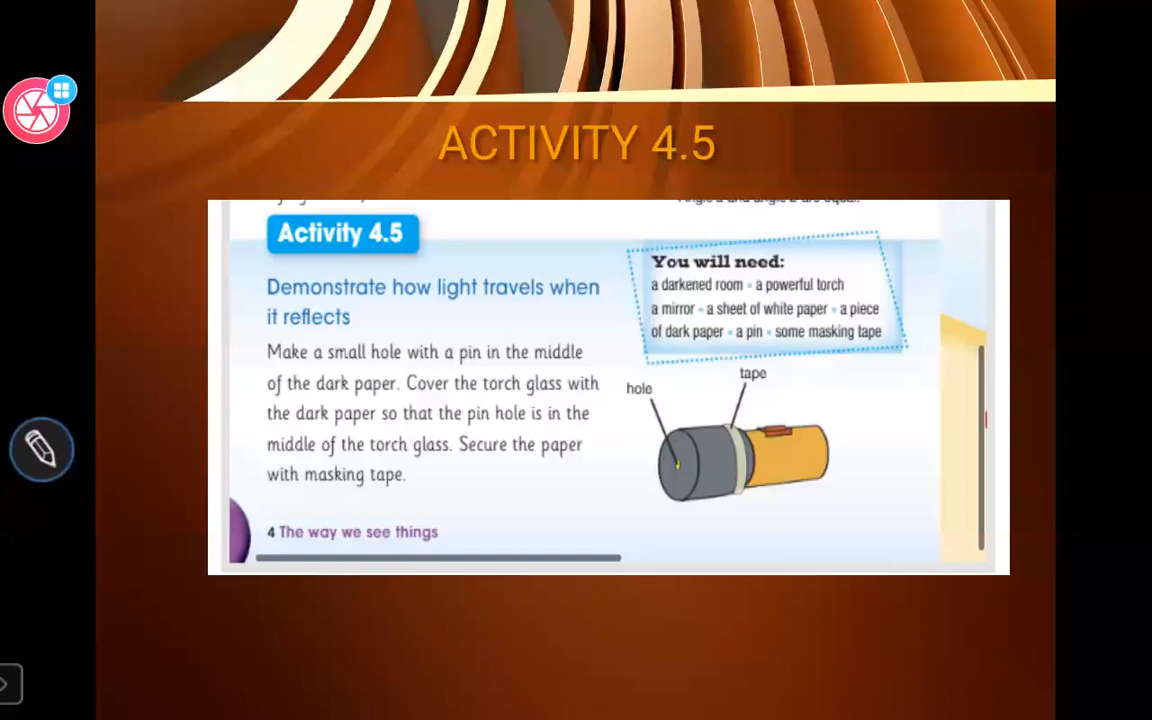 ACTIVITY 4.5
Activity 4.5
Demonstrate how light travels when
it reflects
Make a small hole with a pin in the middle
of the dark paper. Cover the torch glass with
the dark paper so that the pin hole is in the
middle of the torch glass. Secure the paper
with masking tape.
You will need:
a darkened room • a powerful torch
a mirror • a sheet of white paper • a piece
of dark paper • a pin • some masking tape
hole
tape
4 The way we see things